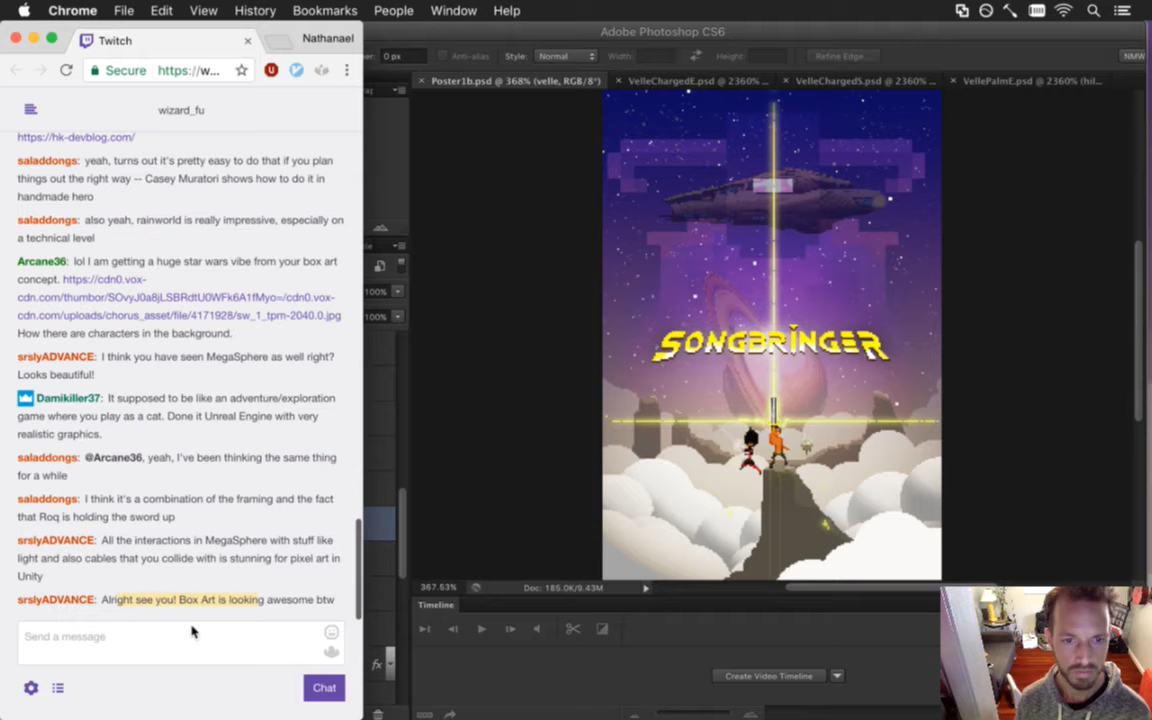 Chrome File Edit View History Bookmarks People Window Help
Twitch
Nathanael
Secure https://w...
wizard_fu
https://hk-devblog.com/
saladdongs: yeah, turns out it's pretty easy to do that if you plan
things out the right way -- Casey Muratori shows how to do it in
handmade hero
saladdongs: also yeah, rainworld is really impressive, especially on
a technical level
Arcane36: lol I am getting a huge star wars vibe from your box art
concept. https://cdn0.vox-
cdn.com/thumbor/SOvyJ0a8jLSBRdtU0WFk6A1fMyo=/cdn0.vox-
cdn.com/uploads/chorus_asset/file/4171928/sw_1_tpm-2040.0.jpg
How there are characters in the background.
srslyADVANCE: I think you have seen MegaSphere as well right?
Looks beautiful!
Damikiller37: It supposed to be like an adventure/exploration
game where you play as a cat. Done it Unreal Engine with very
realistic graphics.
saladdongs: @Arcane36, yeah, I've been thinking the same thing
for a while
saladdongs: I think it's a combination of the framing and the fact
that Roq is holding the sword up
srslyADVANCE: All the interactions in MegaSphere with stuff like
light and also cables that you collide with is stunning for pixel art in
Unity
srslyADVANCE: Alright see you! Box Art is looking awesome btw
Send a message
Chat
Adobe Photoshop CS6
0 px Anti-alias Style: Normal Width: Height: Refine Edge... NMW
Poster1b.psd @ 368% (velle, RGB/8*) VelleChargedE.psd @ 2360% ... VelleChargedS.psd @ 2360% ... VellePalmE.psd @ 2360% (hil...
100%
100%
fx
SONGBRINGER
367.53% Doc: 185.0K/9.43M
Timeline
Create Video Timeline